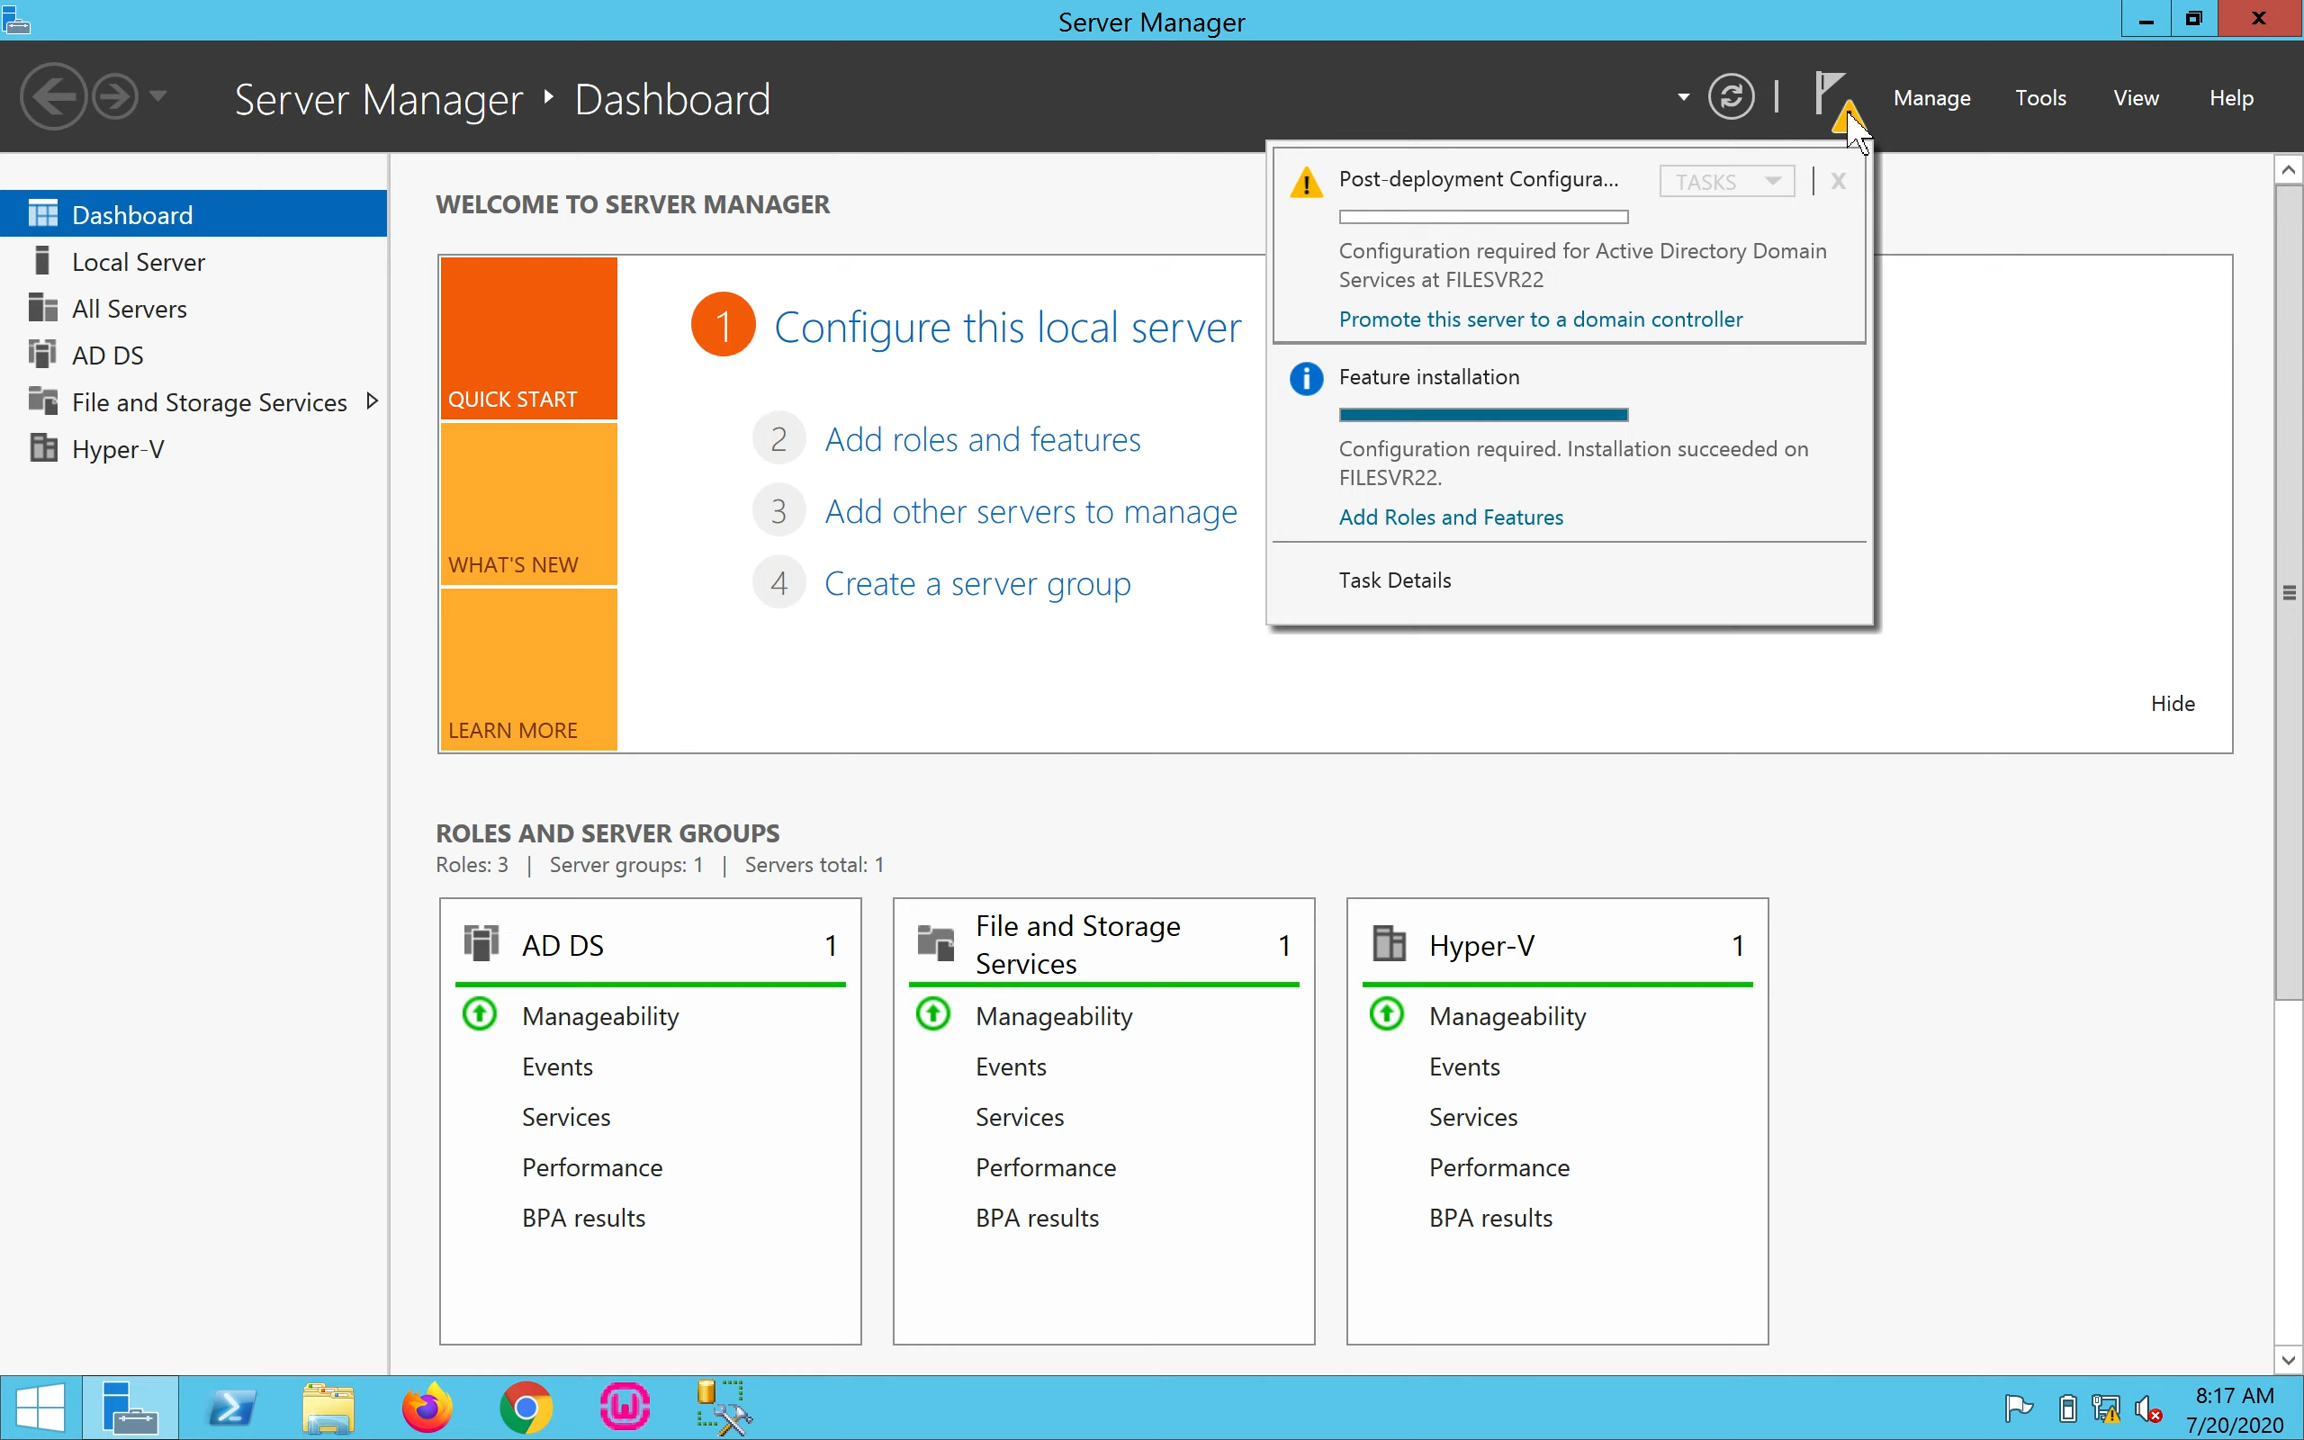 Server Manager
Server Manager ‣ Dashboard
Manage
Tools
View
Help
Dashboard
Local Server
All Servers
AD DS
File and Storage Services
Hyper-V
WELCOME TO SERVER MANAGER
QUICK START
WHAT'S NEW
LEARN MORE
1 Configure this local server
2 Add roles and features
3 Add other servers to manage
4 Create a server group
Hide
Post-deployment Configura...
TASKS
X
Configuration required for Active Directory Domain
Services at FILESVR22
Promote this server to a domain controller
Feature installation
Configuration required. Installation succeeded on
FILESVR22.
Add Roles and Features
Task Details
ROLES AND SERVER GROUPS
Roles: 3 | Server groups: 1 | Servers total: 1
AD DS 1
Manageability
Events
Services
Performance
BPA results
File and Storage
Services 1
Manageability
Events
Services
Performance
BPA results
Hyper-V 1
Manageability
Events
Services
Performance
BPA results
8:17 AM
7/20/2020